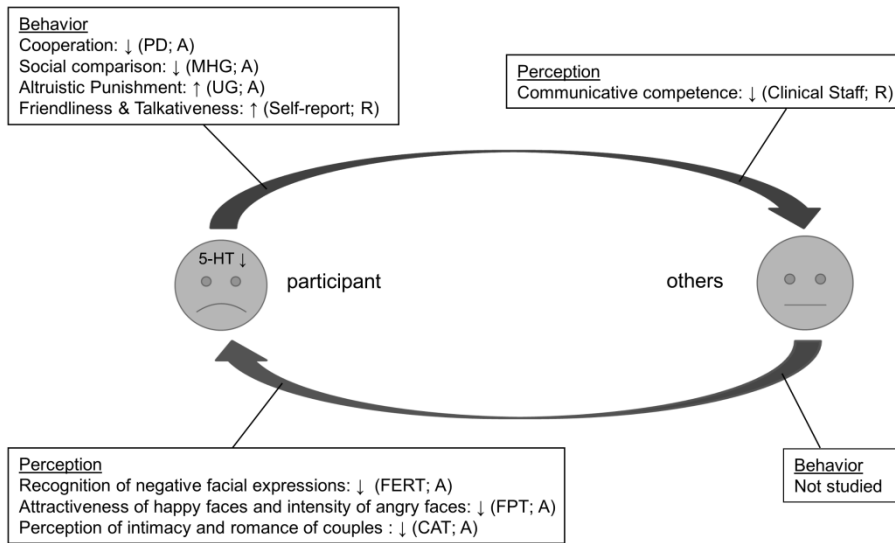 Behavior
Cooperation: ↓ (PD; A)
Social comparison: ↓ (MHG; A)
Altruistic Punishment: ↑ (UG; A)
Friendliness & Talkativeness: ↑ (Self-report; R)
Perception
Communicative competence: ↓ (Clinical Staff; R)
5-HT ↓
participant
others
Perception
Recognition of negative facial expressions: ↓ (FERT; A)
Attractiveness of happy faces and intensity of angry faces: ↓ (FPT; A)
Perception of intimacy and romance of couples : ↓ (CAT; A)
Behavior
Not studied